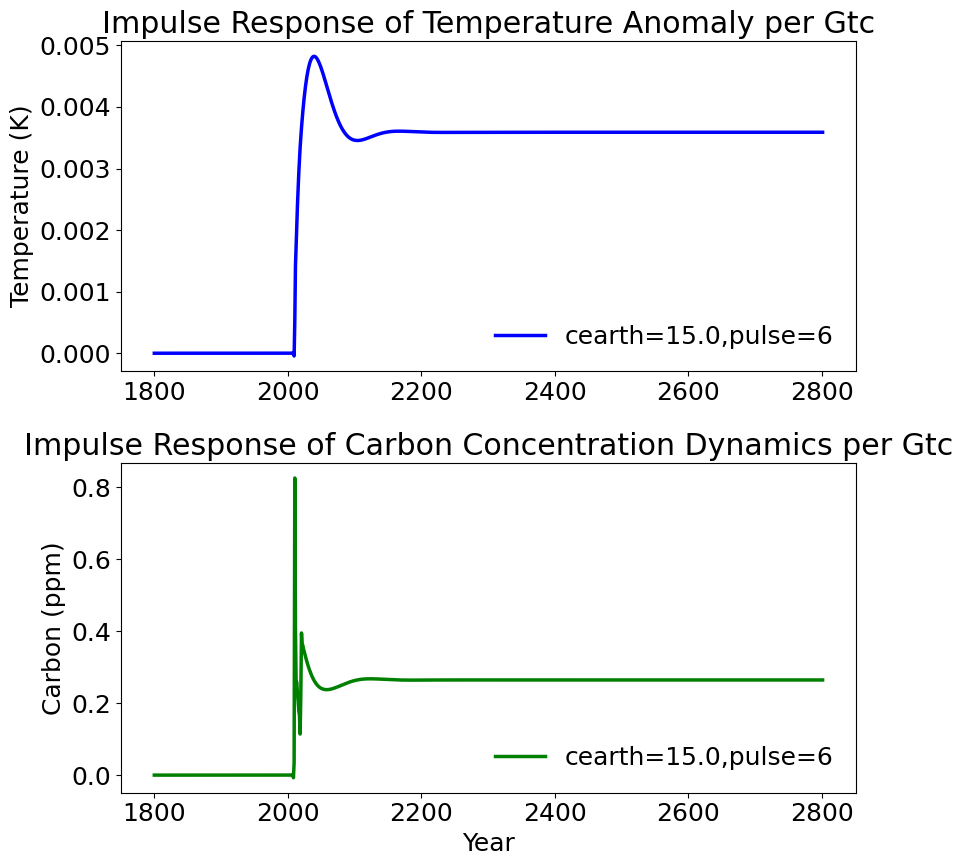 Impulse Response of Temperature Anomaly per Gtc
Temperature (K)
0.005
0.004
0.003
0.002
0.001
0.000
cearth=15.0,pulse=6
1800 2000 2200 2400 2600 2800
Impulse Response of Carbon Concentration Dynamics per Gtc
Carbon (ppm)
0.8
0.6
0.4
0.2
0.0
cearth=15.0,pulse=6
1800 2000 2200 2400 2600 2800
Year